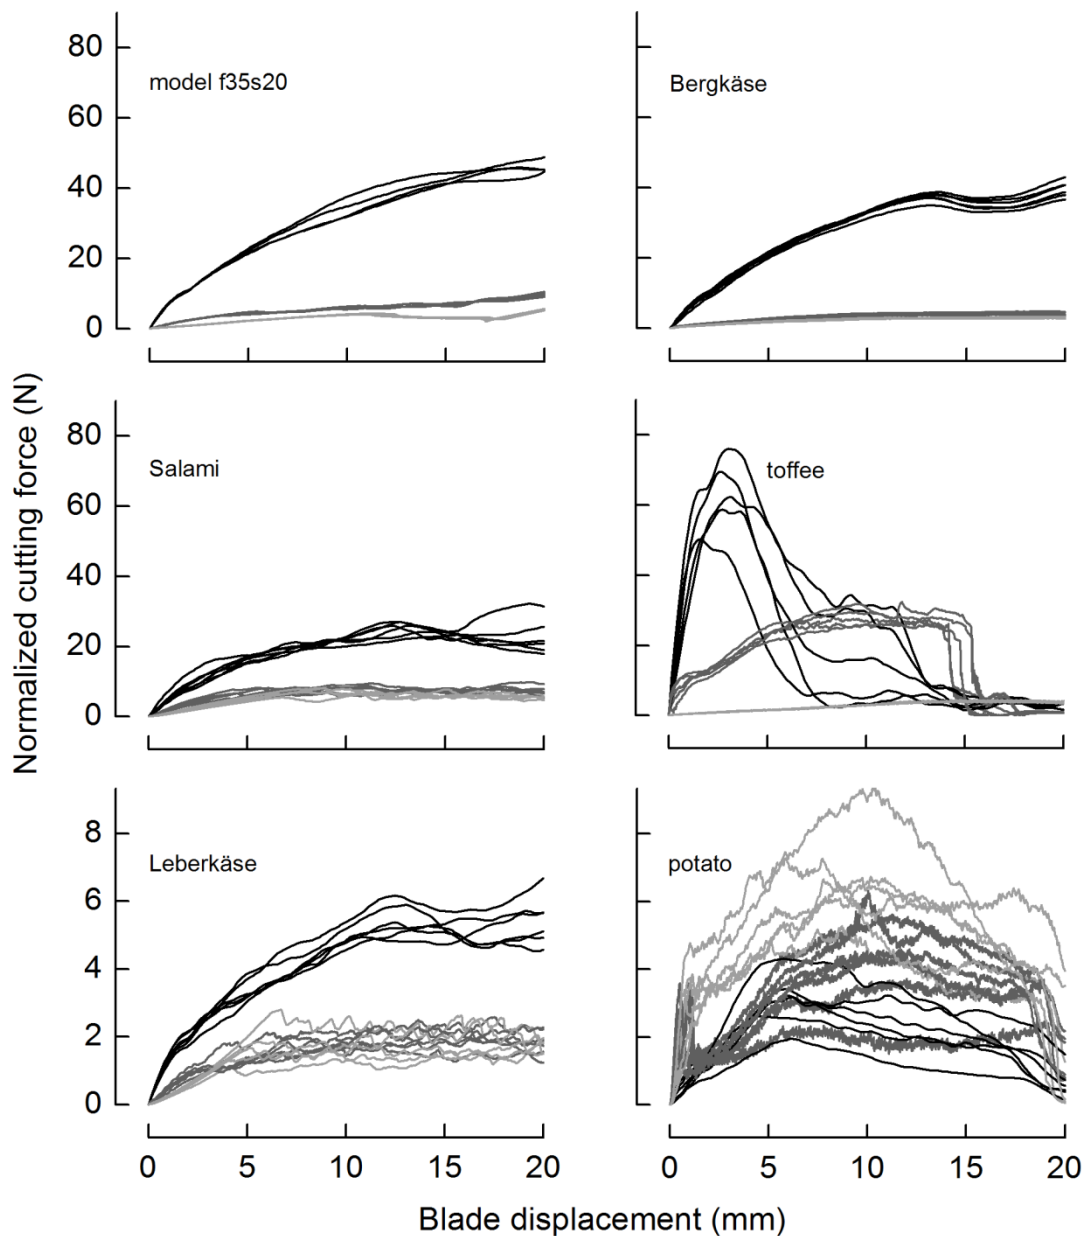 80
60
40
20
0
model f35s20
Bergkäse
Normalized cutting force (N)
80
60
40
20
0
Salami
toffee
8
6
4
2
0
Leberkäse
potato
0 5 10 15 20
0 5 10 15 20
Blade displacement (mm)